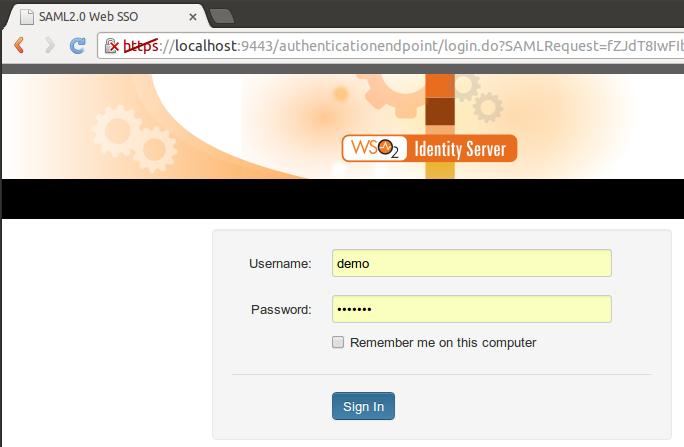 SAML2.0 Web SSO
https://localhost:9443/authenticationendpoint/login.do?SAMLRequest=fZJdT8IwFIb
WSO2 Identity Server
Username: demo
Password: •••••••
Remember me on this computer
Sign In